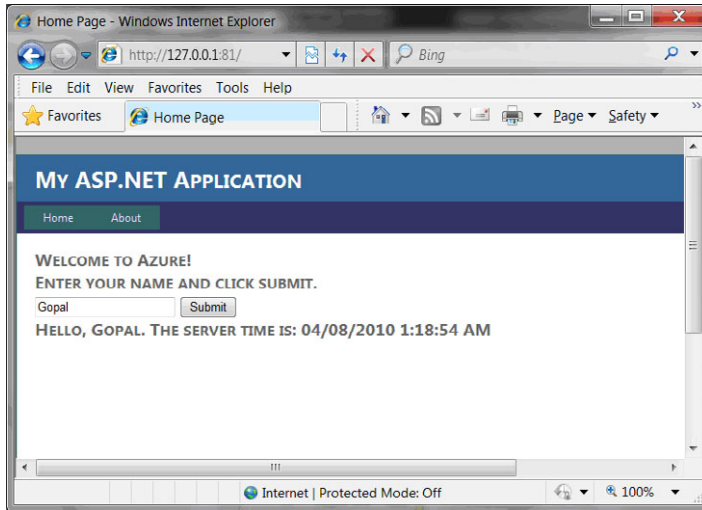 Home Page - Windows Internet Explorer
http://127.0.0.1:81/
Bing
File Edit View Favorites Tools Help
Favorites Home Page Page Safety
MY ASP.NET APPLICATION
Home About
WELCOME TO AZURE!
ENTER YOUR NAME AND CLICK SUBMIT.
Gopal Submit
HELLO, GOPAL. THE SERVER TIME IS: 04/08/2010 1:18:54 AM
Internet | Protected Mode: Off 100%